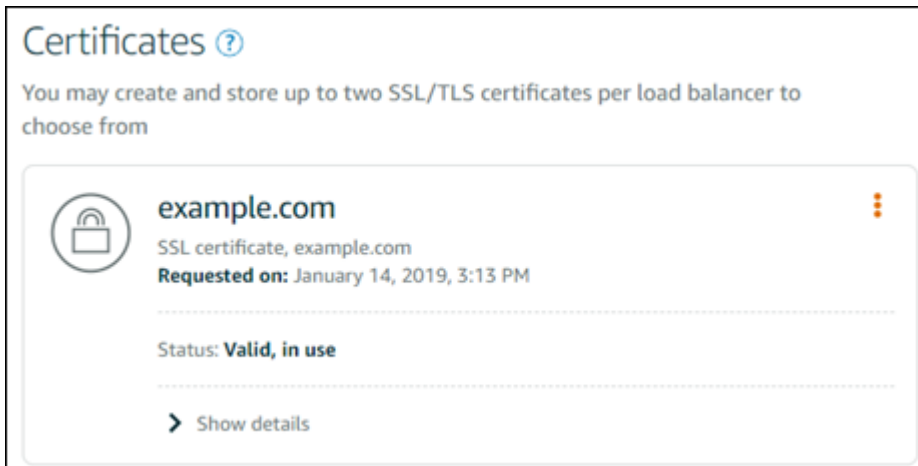 Certificates ?
You may create and store up to two SSL/TLS certificates per load balancer to
choose from
example.com
SSL certificate, example.com
Requested on: January 14, 2019, 3:13 PM
Status: Valid, in use
Show details